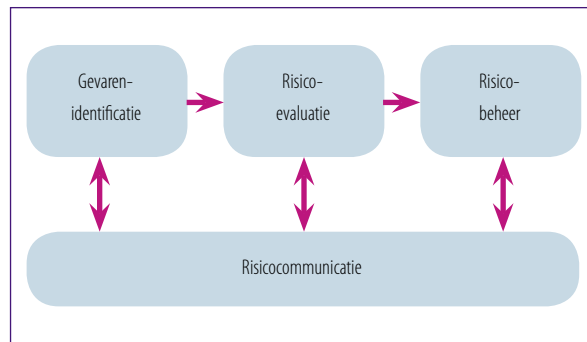 Gevaren-
identificatie
Risico-
evaluatie
Risico-
beheer
Risicocommunicatie